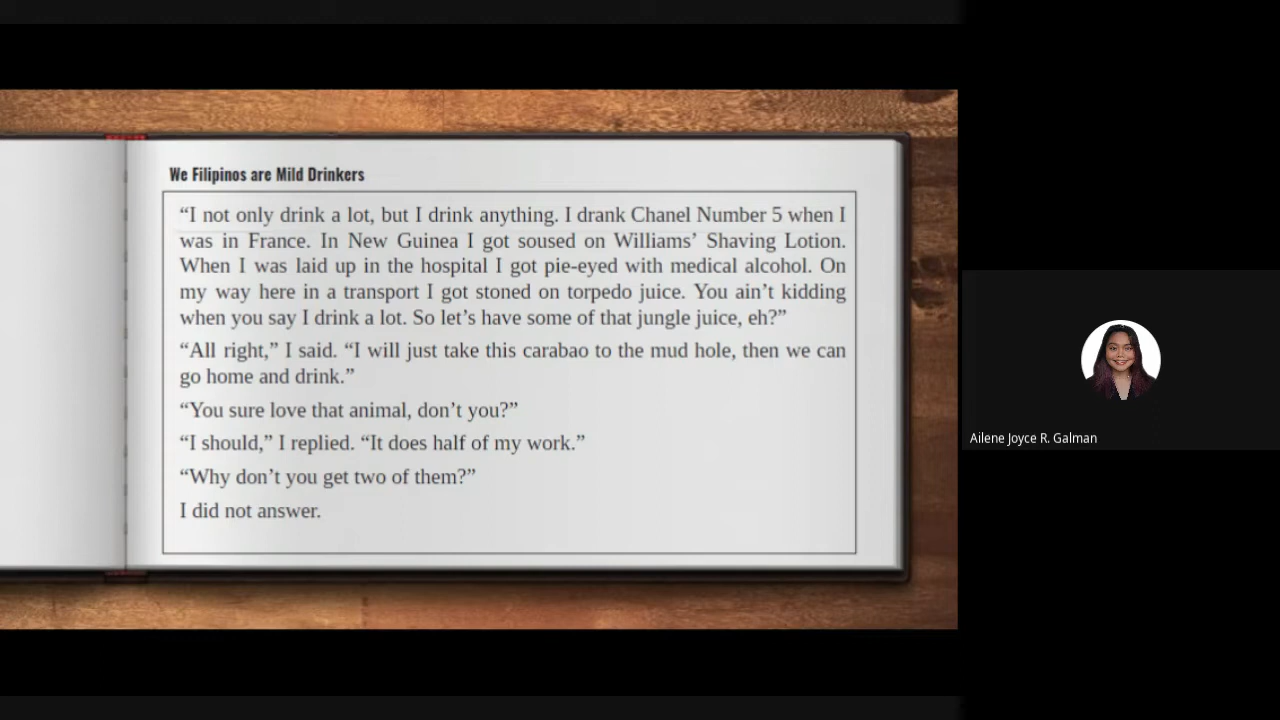 We Filipinos are Mild Drinkers
“I not only drink a lot, but I drink anything. I drank Chanel Number 5 when I
was in France. In New Guinea I got soused on Williams’ Shaving Lotion.
When I was laid up in the hospital I got pie-eyed with medical alcohol. On
my way here in a transport I got stoned on torpedo juice. You ain’t kidding
when you say I drink a lot. So let’s have some of that jungle juice, eh?”
“All right,” I said. “I will just take this carabao to the mud hole, then we can
go home and drink.”
“You sure love that animal, don’t you?”
“I should,” I replied. “It does half of my work.”
“Why don’t you get two of them?”
I did not answer.
Ailene Joyce R. Galman